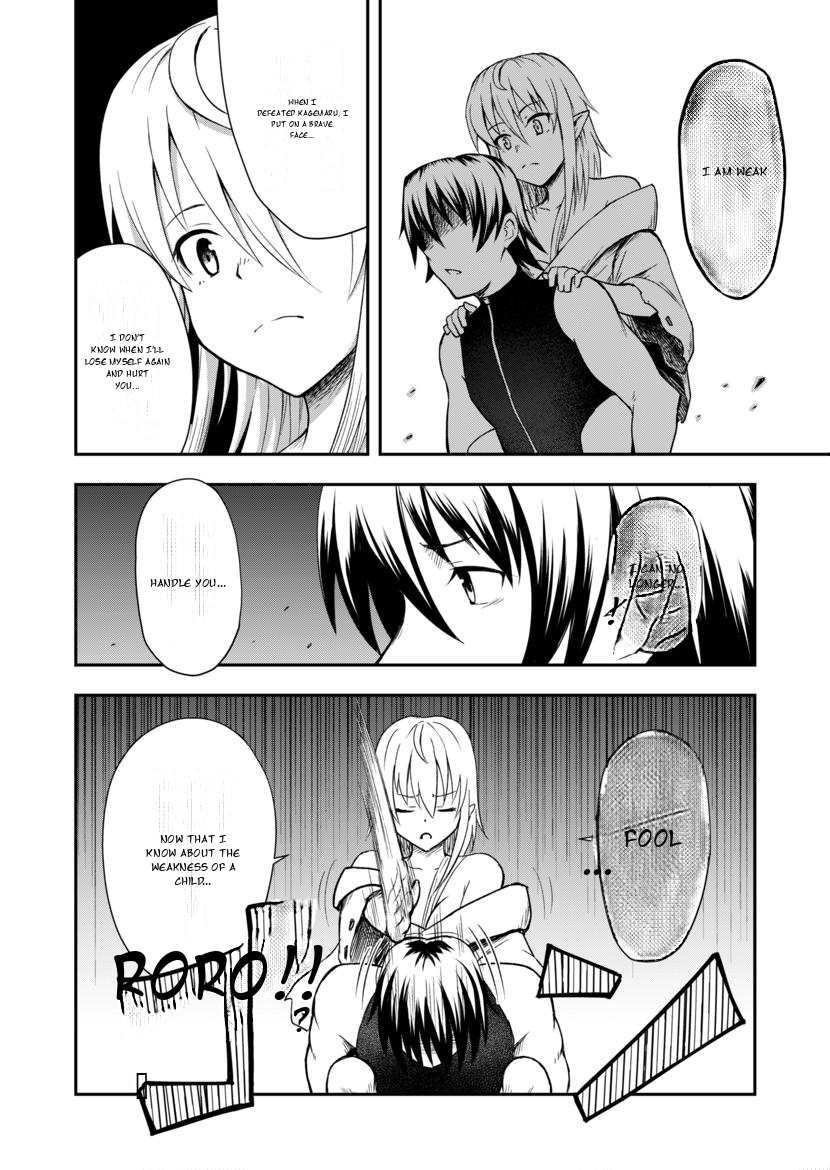 I AM WEAK
WHEN I
DEFEATED KAGEMARU, I
PUT ON A BRAVE
FACE...
I DON'T
KNOW WHEN I'LL
LOSE MYSELF AGAIN
AND HURT
YOU...
I CAN NO
LONGER...
HANDLE YOU...
FOOL
...
NOW THAT I
KNOW ABOUT THE
WEAKNESS OF A
CHILD...
RORO!!
?